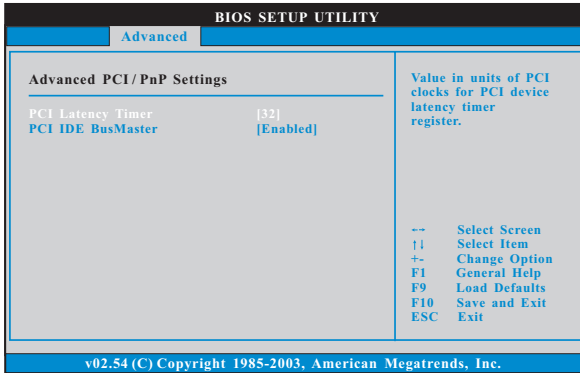 BIOS SETUP UTILITY
Advanced
Advanced PCI / PnP Settings
PCI Latency Timer [32]
PCI IDE BusMaster [Enabled]
Value in units of PCI
clocks for PCI device
latency timer
register.
←→ Select Screen
↑↓ Select Item
+- Change Option
F1 General Help
F9 Load Defaults
F10 Save and Exit
ESC Exit
v02.54 (C) Copyright 1985-2003, American Megatrends, Inc.